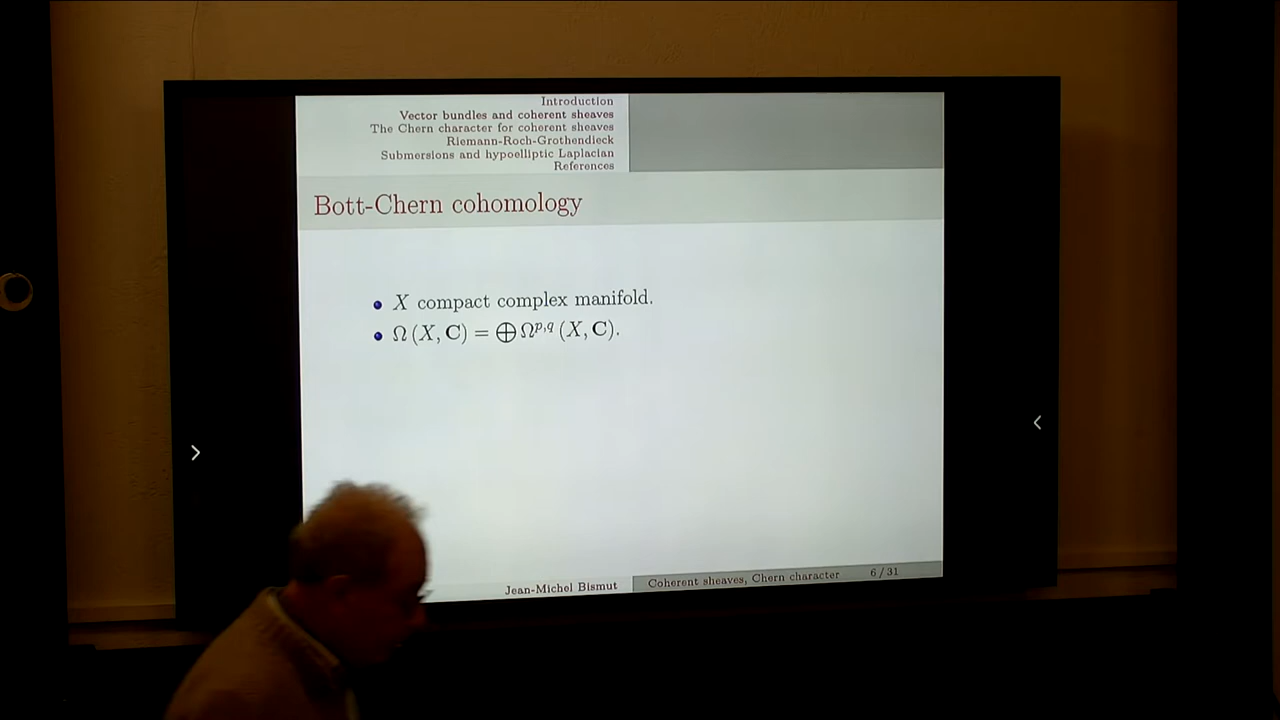 Introduction
Vector bundles and coherent sheaves
The Chern character for coherent sheaves
Riemann-Roch-Grothendieck
Submersions and hypoelliptic Laplacian
References
Bott-Chern cohomology
• X compact complex manifold.
• Ω (X, C) = ⊕ Ω^{p,q} (X, C).
Jean-Michel Bismut
Coherent sheaves, Chern character
6 / 31